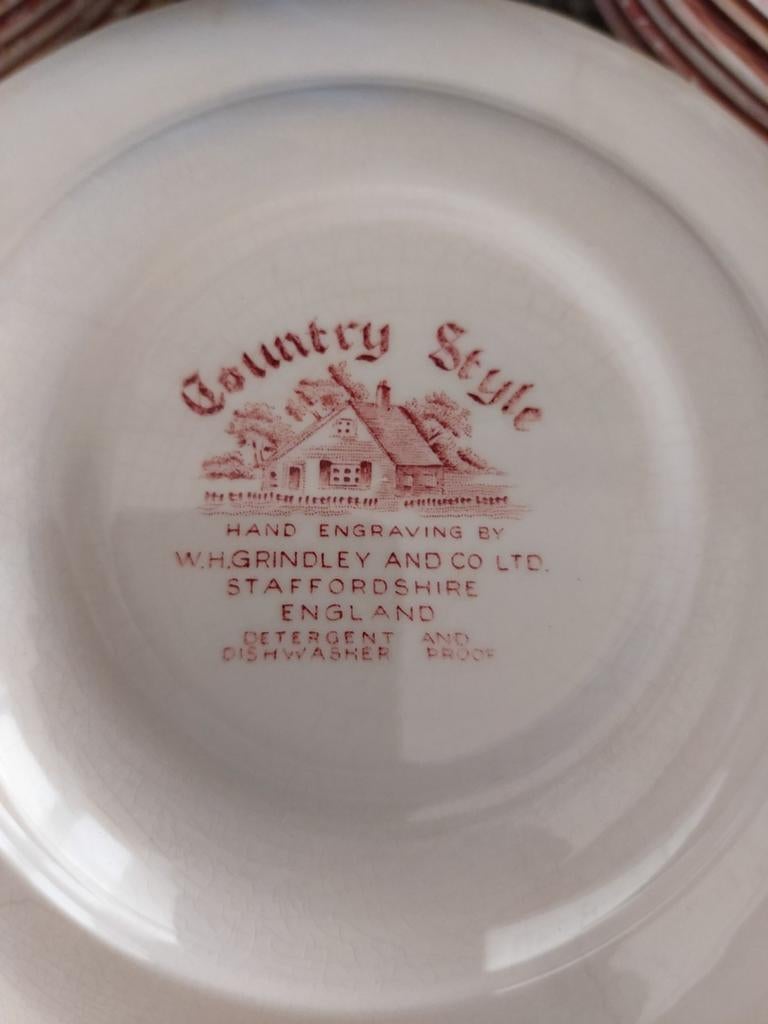 Country Style
HAND ENGRAVING BY
W.H.GRINDLEY AND CO LTD.
STAFFORDSHIRE
ENGLAND
DETERGENT AND
DISHWASHER PROOF